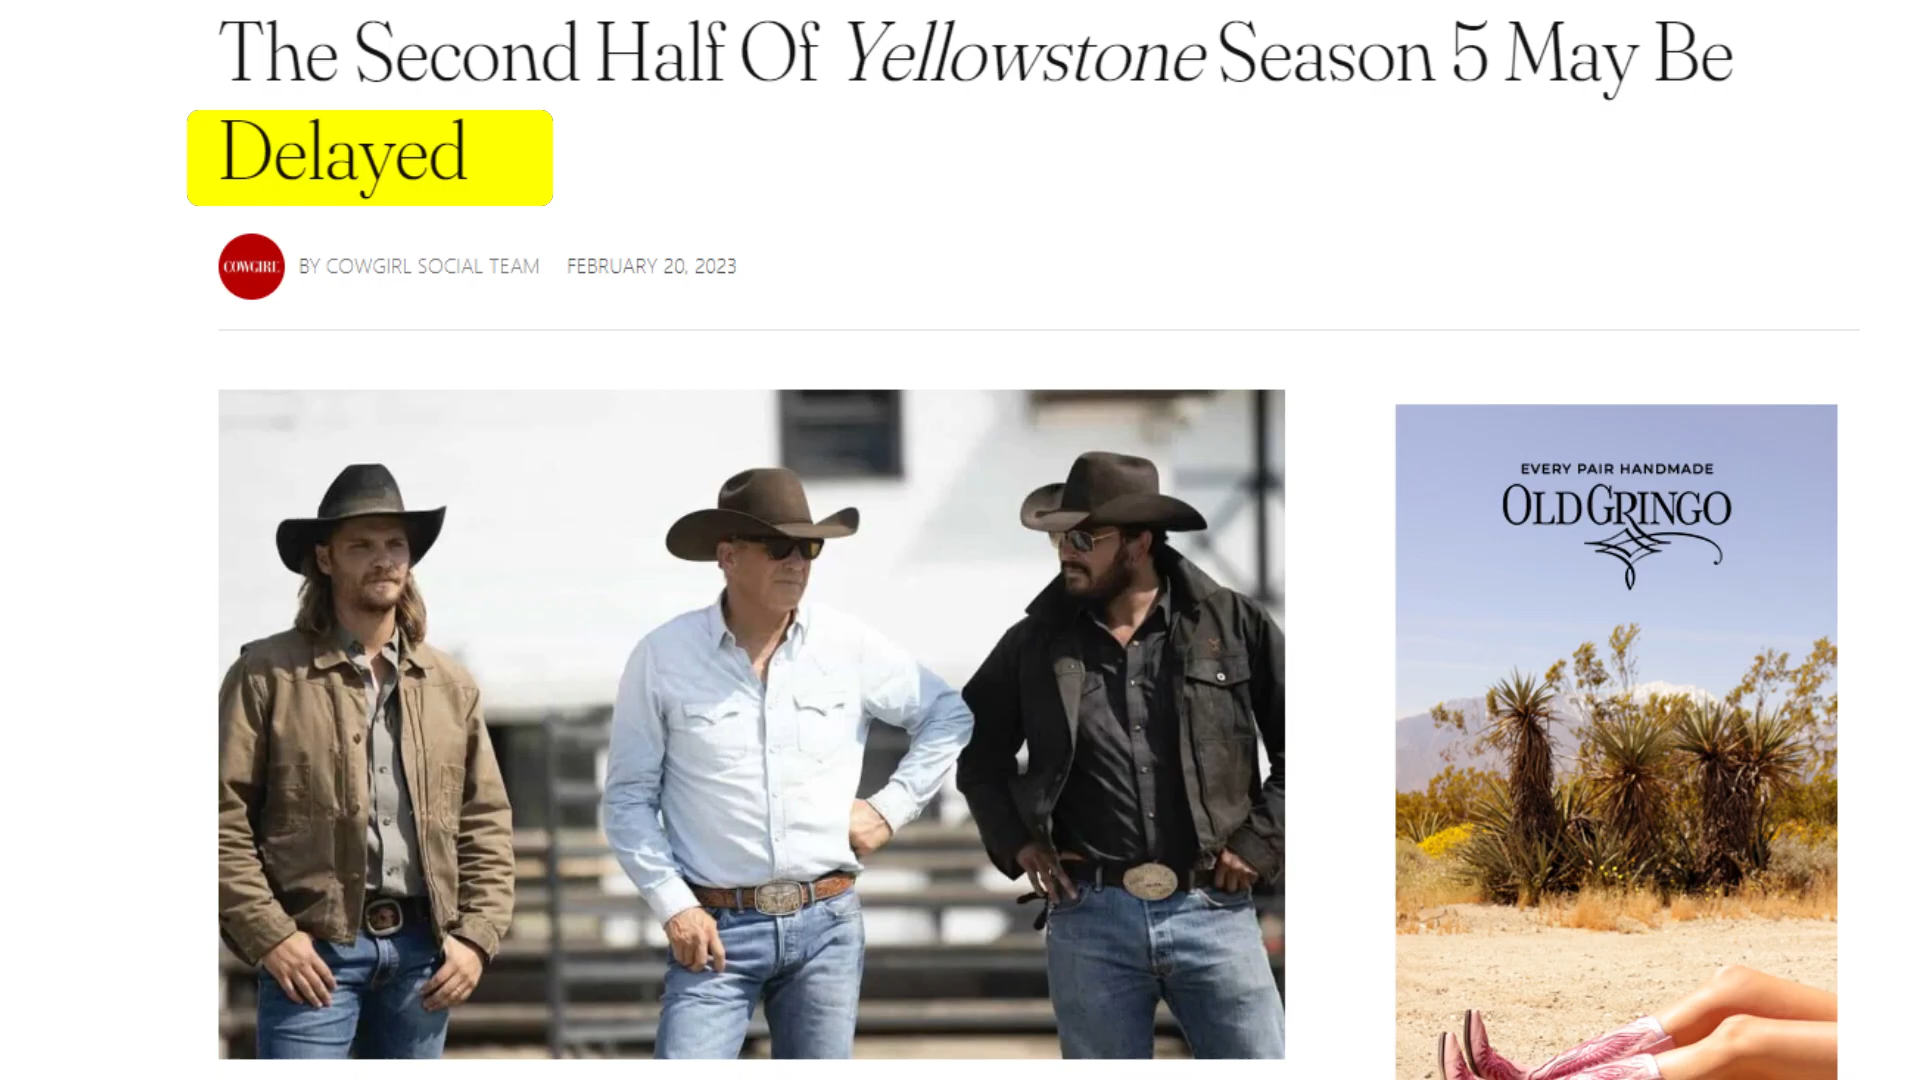 The Second Half Of Yellowstone Season 5 May Be
Delayed
COWGIRL
BY COWGIRL SOCIAL TEAM FEBRUARY 20, 2023
EVERY PAIR HANDMADE
OLD GRINGO